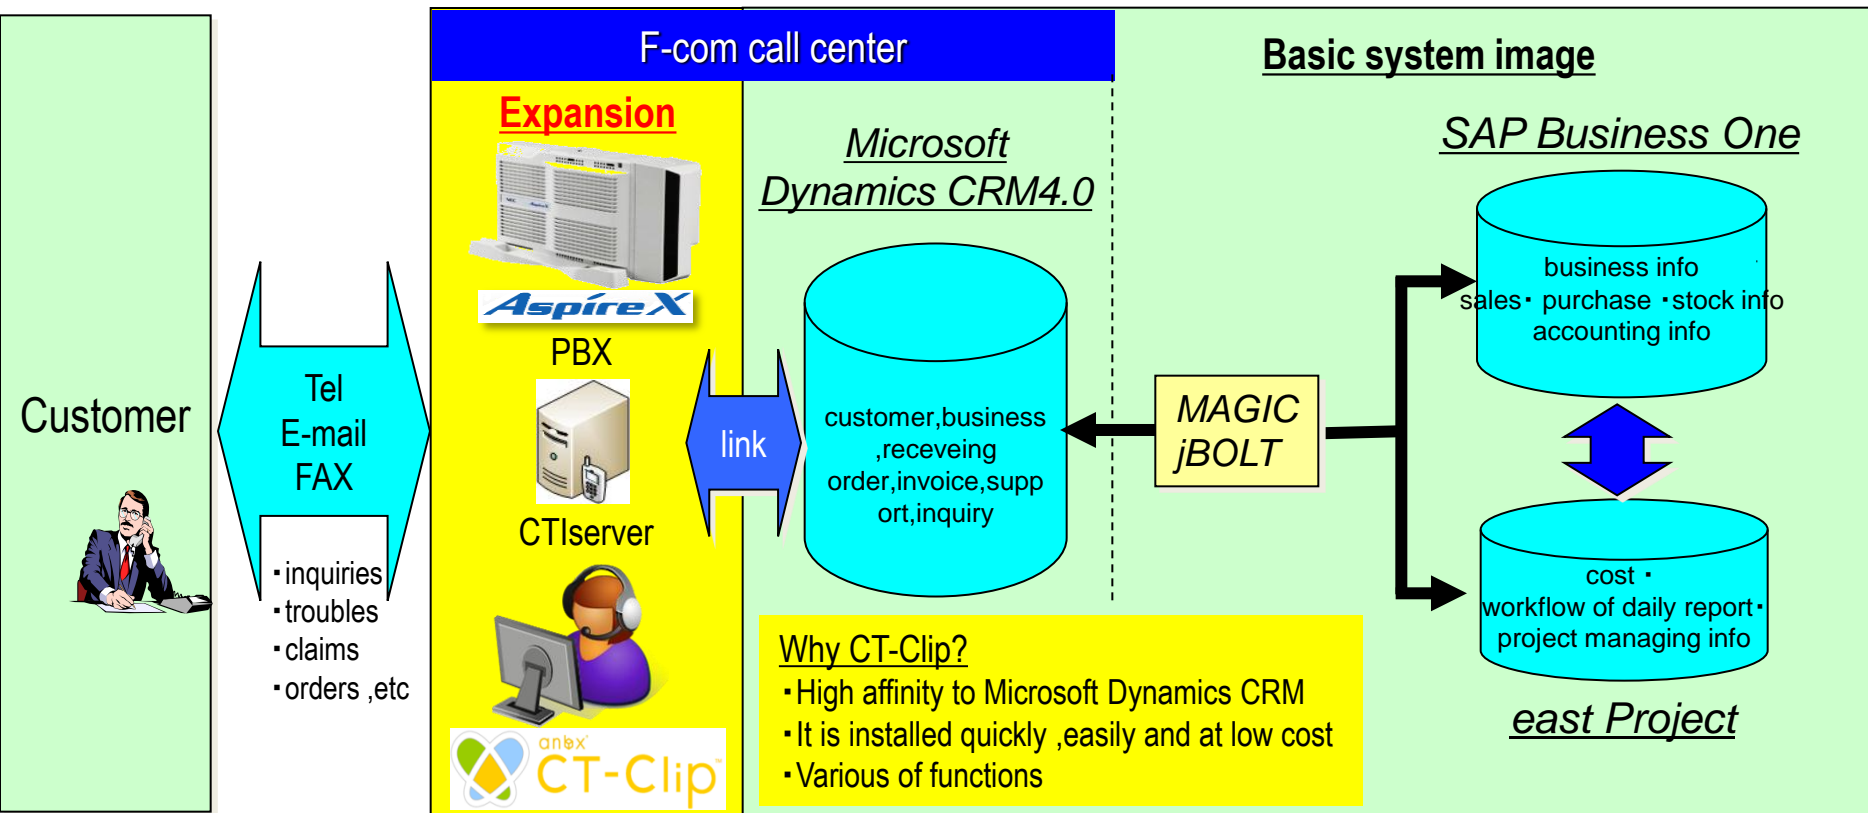 F-com call center
Basic system image
Expansion
Microsoft
Dynamics CRM4.0
SAP Business One
NEC AspireX
AspireX
PBX
CTIserver
anbx
CT-Clip
Customer
Tel
E-mail
FAX
・inquiries
・troubles
・claims
・orders ,etc
link
customer,business
,receveing
order,invoice,supp
ort,inquiry
MAGIC
jBOLT
business info
sales・ purchase ・stock info
accounting info
cost ・
workflow of daily report・
project managing info
east Project
Why CT-Clip?
・High affinity to Microsoft Dynamics CRM
・It is installed quickly ,easily and at low cost
・Various of functions